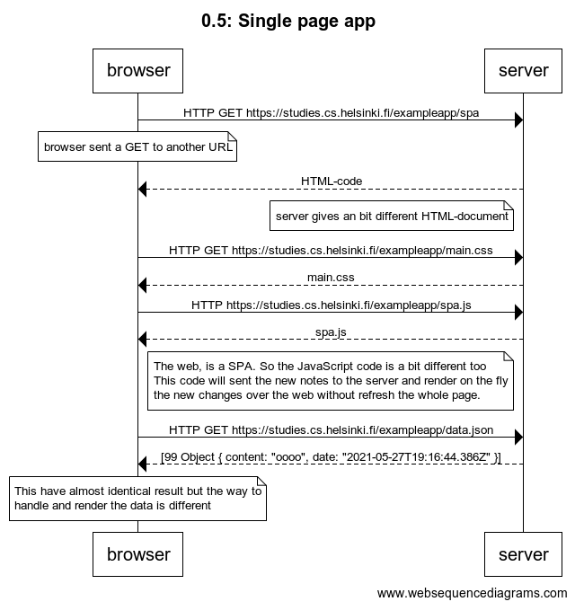 0.5: Single page app
browser
server
HTTP GET https://studies.cs.helsinki.fi/exampleapp/spa
browser sent a GET to another URL
HTML-code
server gives an bit different HTML-document
HTTP GET https://studies.cs.helsinki.fi/exampleapp/main.css
main.css
HTTP https://studies.cs.helsinki.fi/exampleapp/spa.js
spa.js
The web, is a SPA. So the JavaScript code is a bit different too
This code will sent the new notes to the server and render on the fly
the new changes over the web without refresh the whole page.
HTTP GET https://studies.cs.helsinki.fi/exampleapp/data.json
[99 Object { content: "oooo", date: "2021-05-27T19:16:44.386Z" }]
This have almost identical result but the way to
handle and render the data is different
browser
server
www.websequencediagrams.com